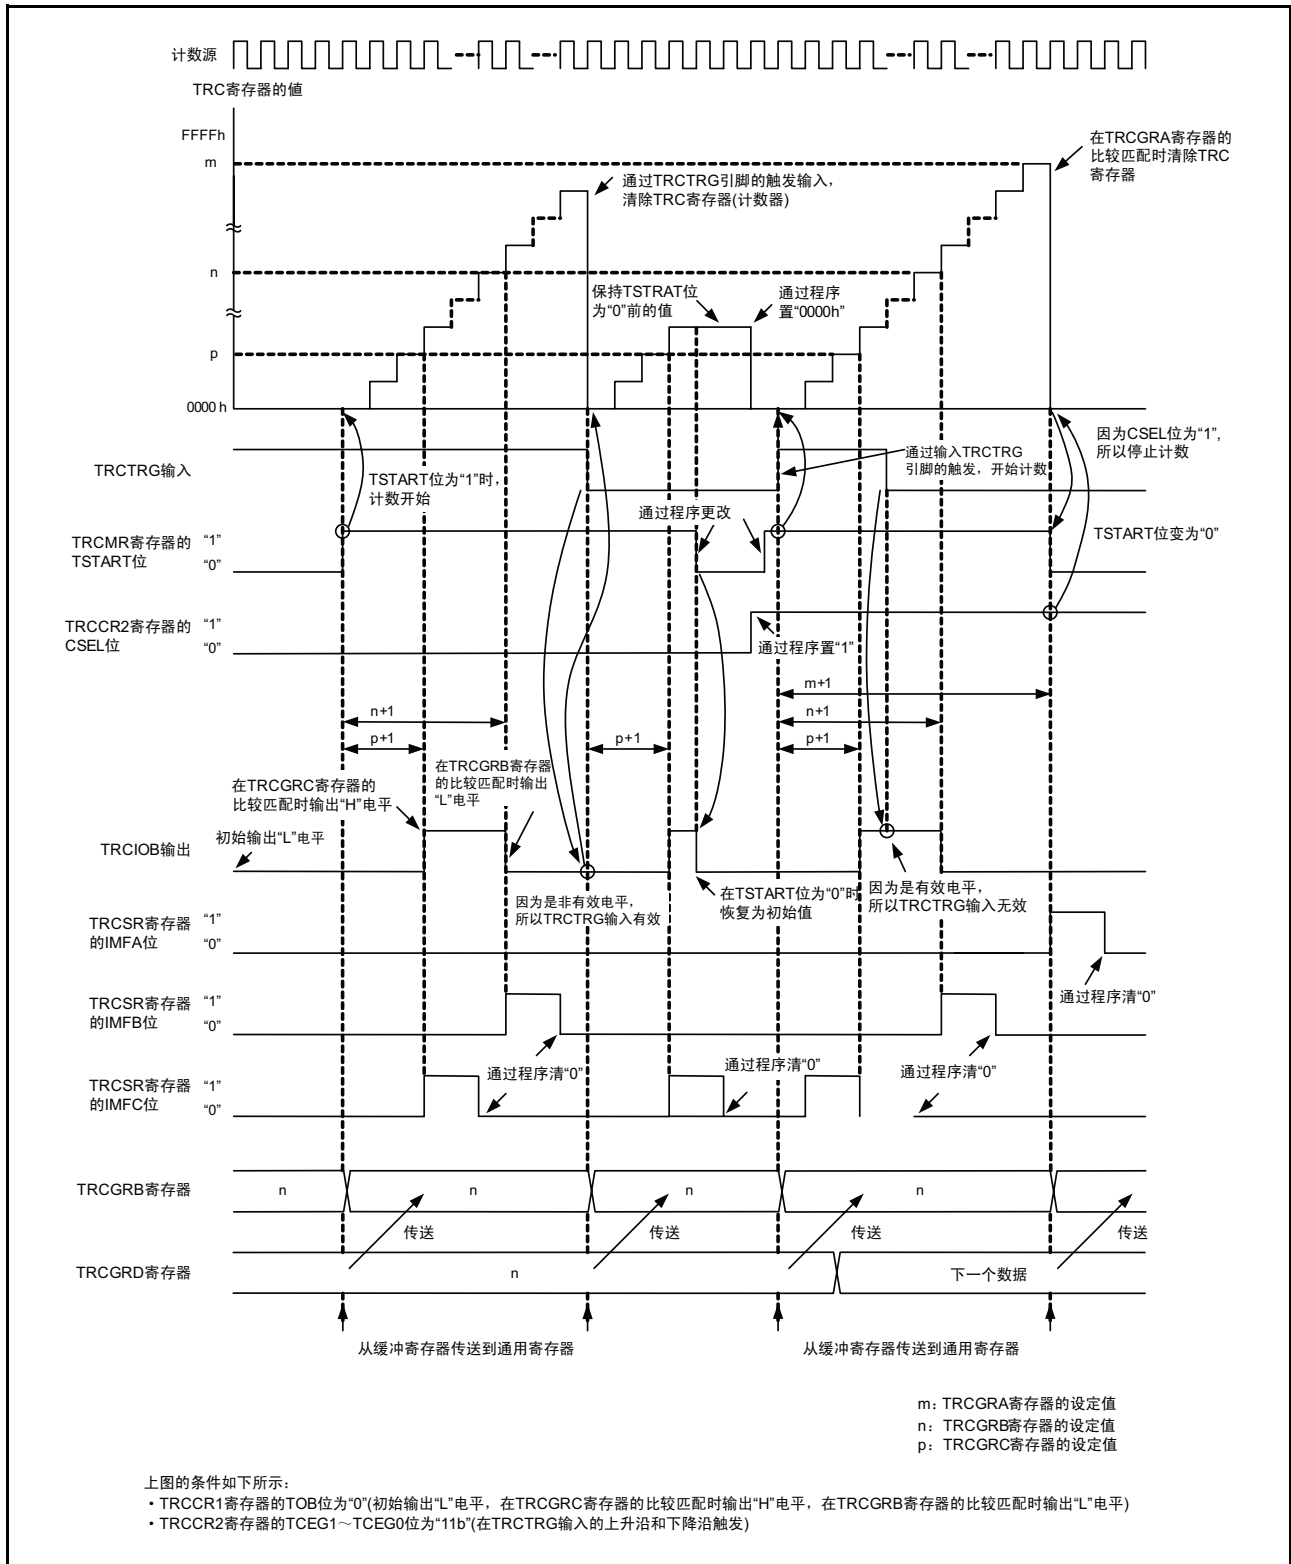 计数源
TRC寄存器的值
FFFFh
m
n
p
0000 h
在TRCGRA寄存器的
比较匹配时清除TRC
寄存器
通过TRCTRG引脚的触发输入,
清除TRC寄存器(计数器)
保持TSTRAT位
为“0”前的值
通过程序
置“0000h”
TRCTRG输入
TSTART位为“1”时,
计数开始
通过输入TRCTRG
引脚的触发，开始计数
因为CSEL位为“1”,
所以停止计数
通过程序更改
TRCMR寄存器的
TSTART位
“1”
“0”
TSTART位变为“0”
TRCCR2寄存器的
CSEL位
“1”
“0”
通过程序置“1”
m+1
n+1
n+1
p+1
p+1
p+1
在TRCGRC寄存器的
比较匹配时输出“H”电平
在TRCGRB寄存器
的比较匹配时输出
“L”电平
初始输出“L”电平
TRCIOB输出
因为是非有效电平，
所以TRCTRG输入有效
在TSTART位为“0”时
恢复为初始值
因为是有效电平，
所以TRCTRG输入无效
TRCSR寄存器
的IMFA位
“1”
“0”
通过程序清“0”
TRCSR寄存器
的IMFB位
“1”
“0”
通过程序清“0”
通过程序清“0”
TRCSR寄存器
的IMFC位
“1”
“0”
通过程序清“0”
TRCGRB寄存器
n
n
n
n
传送
传送
传送
传送
TRCGRD寄存器
n
下一个数据
从缓冲寄存器传送到通用寄存器
从缓冲寄存器传送到通用寄存器
m：TRCGRA寄存器的设定值
n：TRCGRB寄存器的设定值
p：TRCGRC寄存器的设定值
上图的条件如下所示：
・TRCCR1寄存器的TOB位为“0”(初始输出“L”电平，在TRCGRC寄存器的比较匹配时输出“H”电平，在TRCGRB寄存器的比较匹配时输出“L”电平)
・TRCCR2寄存器的TCEG1～TCEG0位为“11b”(在TRCTRG输入的上升沿和下降沿触发)